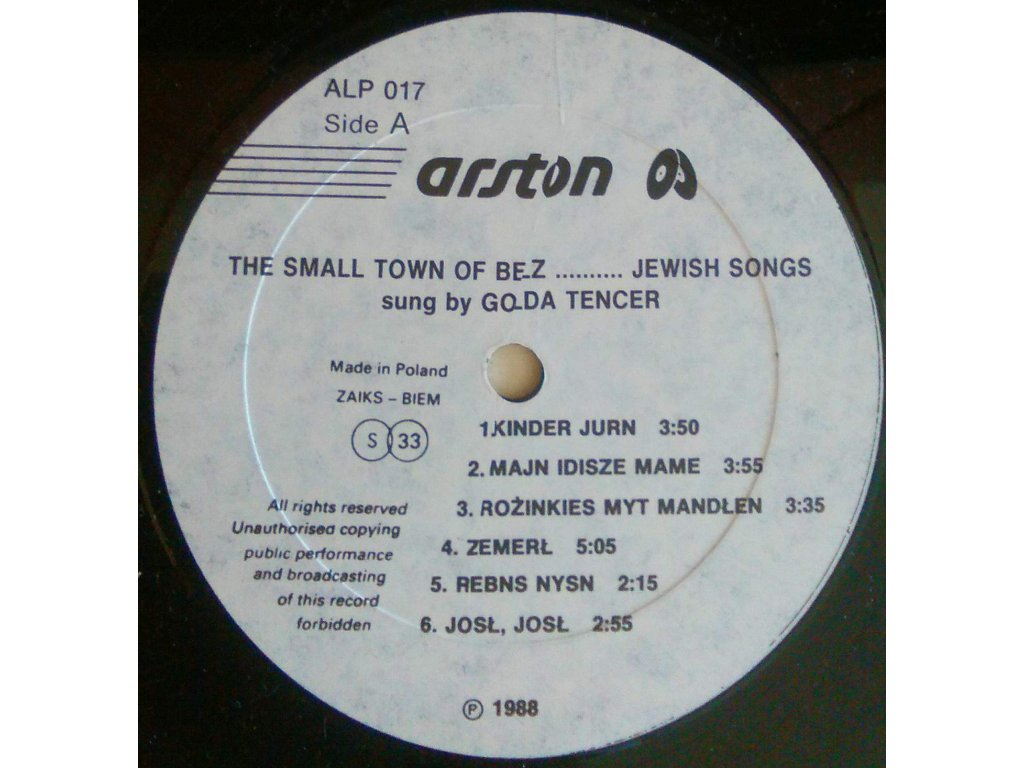 ALP 017
Side A
arston
THE SMALL TOWN OF BEŁZ .......... JEWISH SONGS
sung by GOLDA TENCER
Made in Poland
ZAIKS – BIEM
S 33
1.KINDER JURN 3:50
2. MAJN IDISZE MAME 3:55
3. ROŻINKIES MYT MANDŁEN 3:35
4. ZEMERŁ 5:05
5. REBNS NYSN 2:15
6. JOSŁ, JOSŁ 2:55
All rights reserved
Unauthorised copying
public performance
and broadcasting
of this record
forbidden
℗ 1988